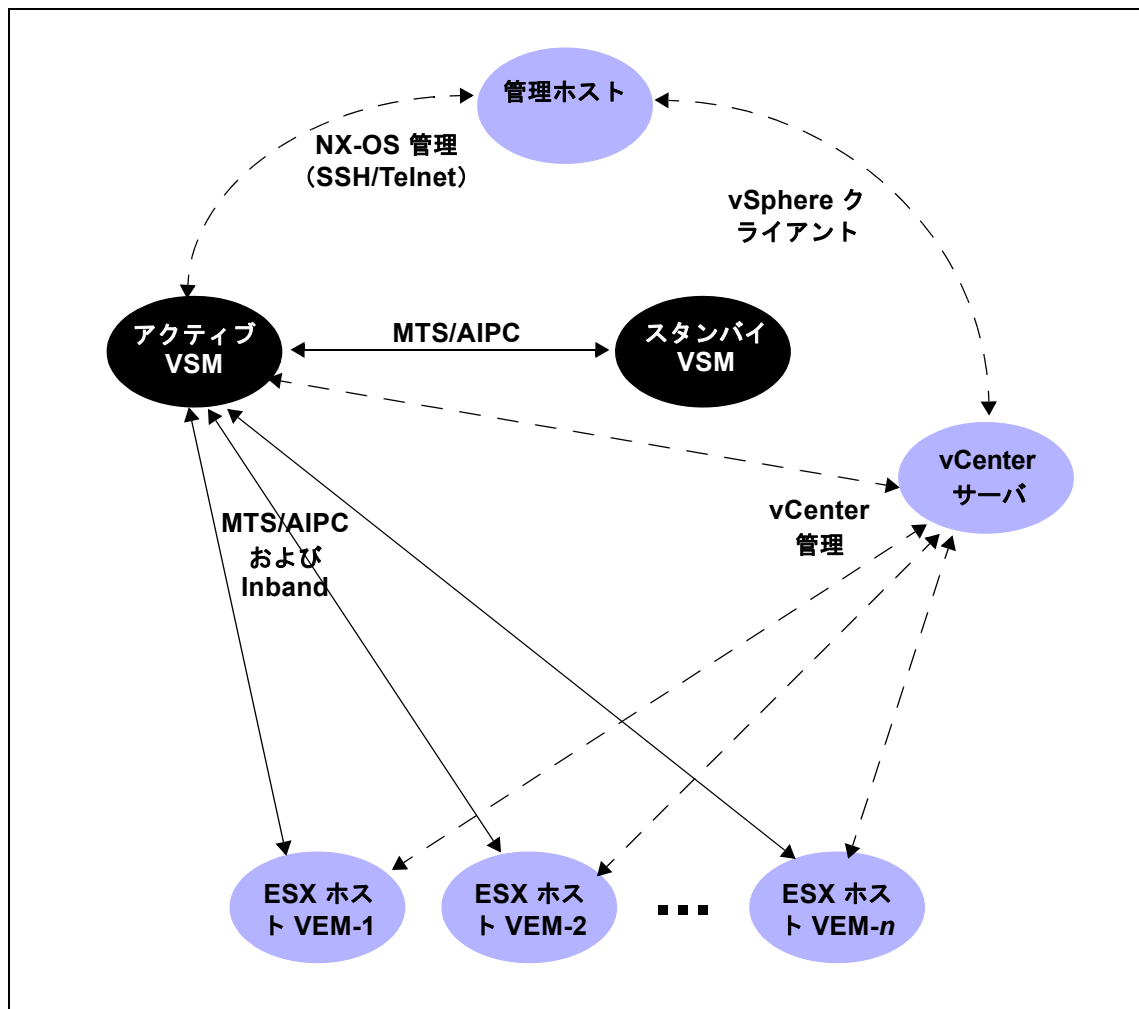 管理ホスト
NX-OS 管理
（SSH/Telnet）
vSphere ク
ライアント
アクティブ
VSM
MTS/AIPC
スタンバイ
VSM
vCenter
サーバ
MTS/AIPC
および
Inband
vCenter
管理
ESX ホス
ト VEM-1
ESX ホス
ト VEM-2
...
ESX ホス
ト VEM-n